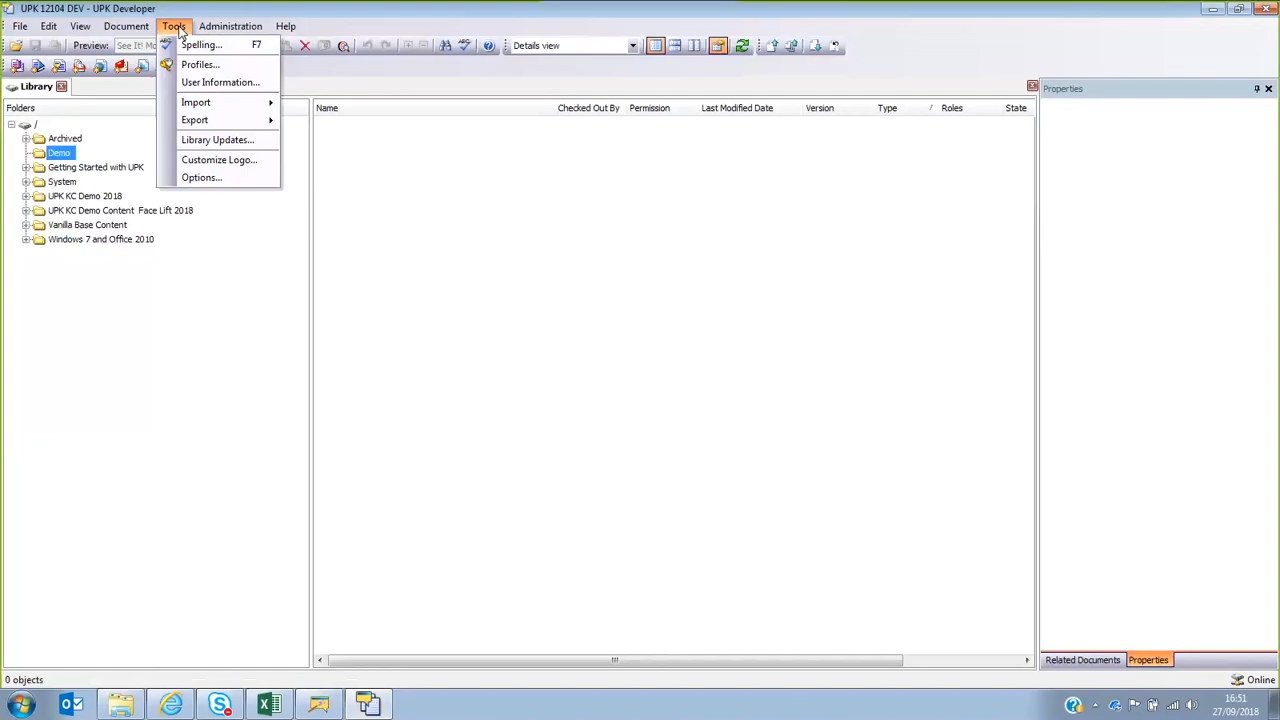 UPK 12104 DEV - UPK Developer
File Edit View Document Tools Administration Help
Preview: See It! Details view
Spelling... F7
Profiles...
User Information...
Import
Export
Library Updates...
Customize Logo...
Options...
Library
Folders
/
Archived
Demo
Getting Started with UPK
System
UPK KC Demo 2018
UPK KC Demo Content Face Lift 2018
Vanilla Base Content
Windows 7 and Office 2010
Name Checked Out By Permission Last Modified Date Version Type / Roles State
Properties
Related Documents Properties
0 objects
Online
16:51
27/09/2018